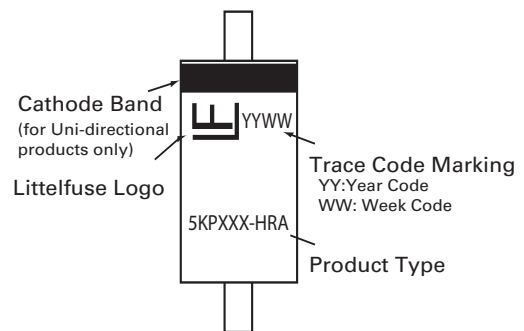 Cathode Band
(for Uni-directional
products only)
Littelfuse Logo
LF
YYWW
Trace Code Marking
YY:Year Code
WW: Week Code
5KPXXX-HRA
Product Type